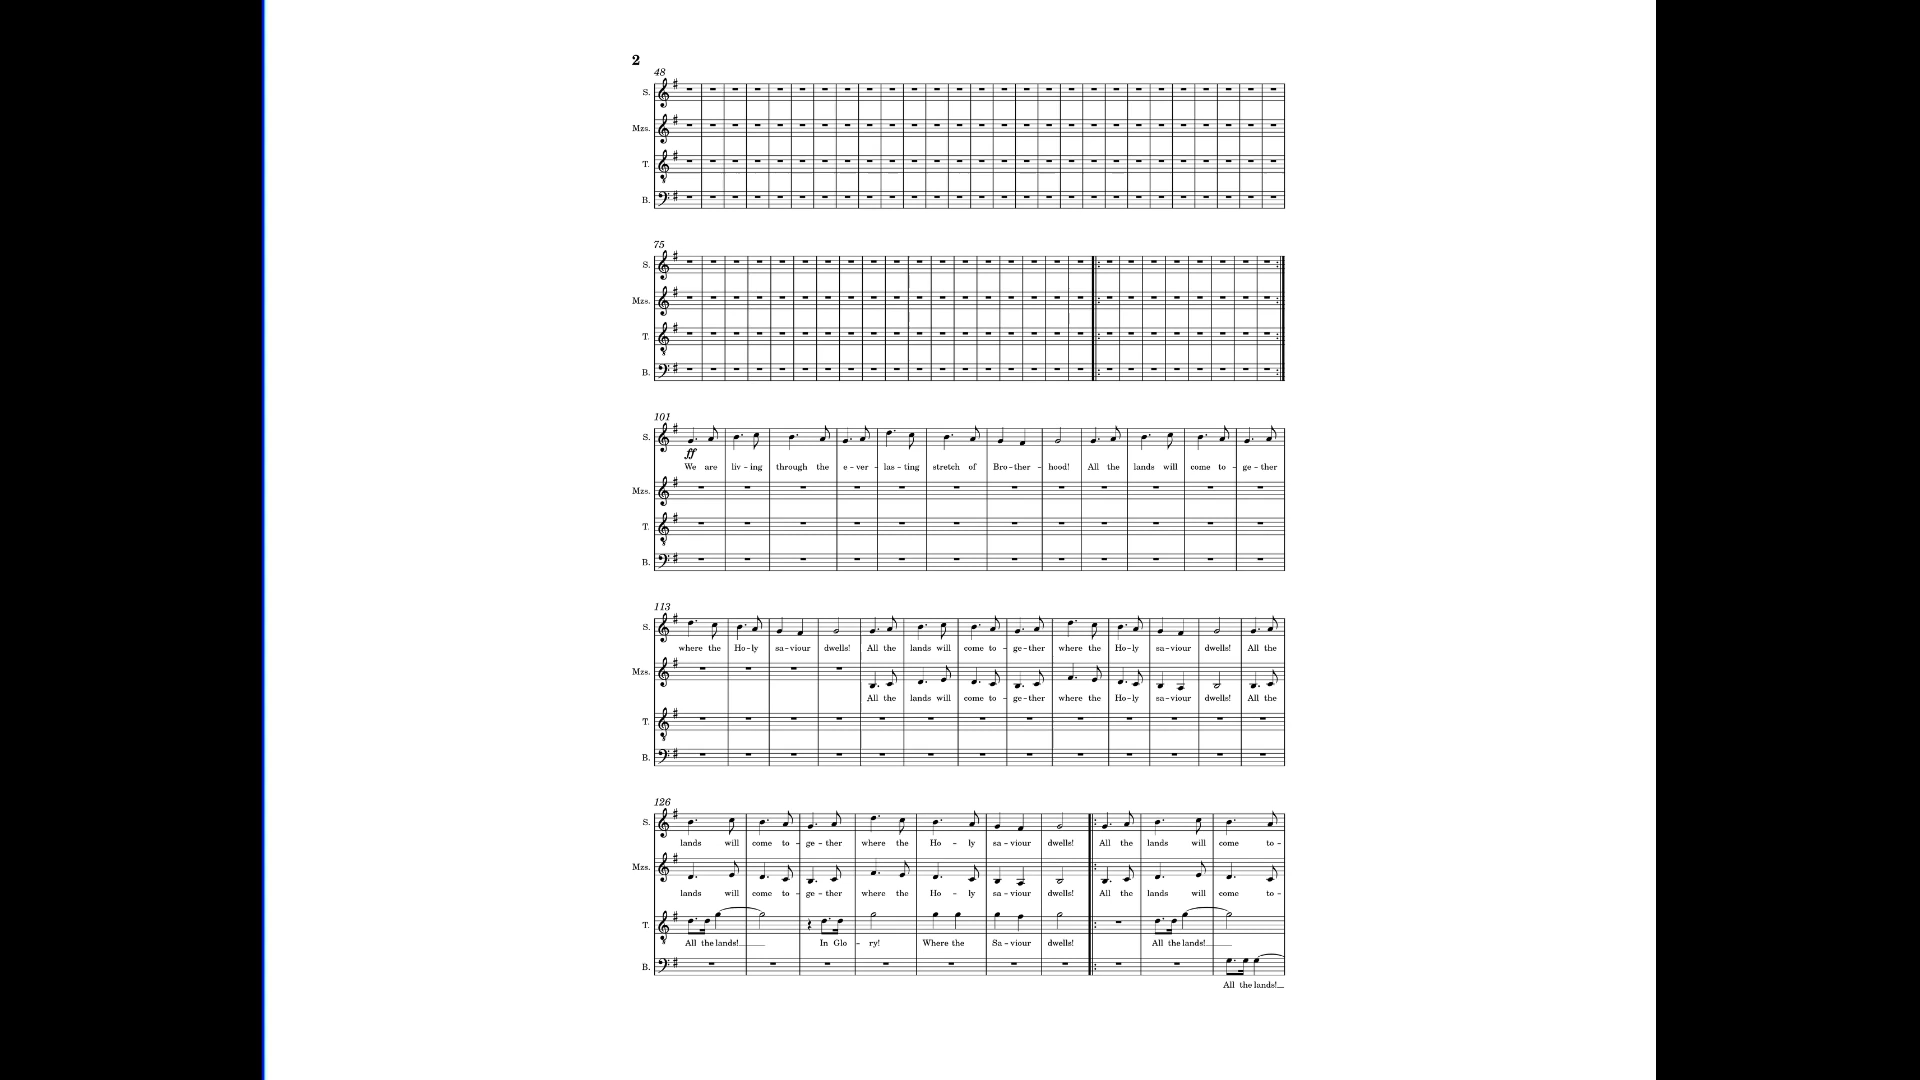 2
48
S.
Mzs.
T.
B.
75
S.
Mzs.
T.
B.
101
S.
ff
We are liv - ing through the e - ver - las - ting stretch of Bro - ther - hood! All the lands will come to - ge - ther
Mzs.
T.
B.
113
S.
where the Ho - ly sa - viour dwells! All the lands will come to - ge - ther where the Ho - ly sa - viour dwells! All the
Mzs.
All the lands will come to - ge - ther where the Ho - ly sa - viour dwells! All the
T.
B.
126
S.
lands will come to - ge - ther where the Ho - ly sa - viour dwells! All the lands will come to -
Mzs.
lands will come to - ge - ther where the Ho - ly sa - viour dwells! All the lands will come to -
T.
All the lands! In Glo - ry! Where the Sa - viour dwells! All the lands!
B.
All the lands!